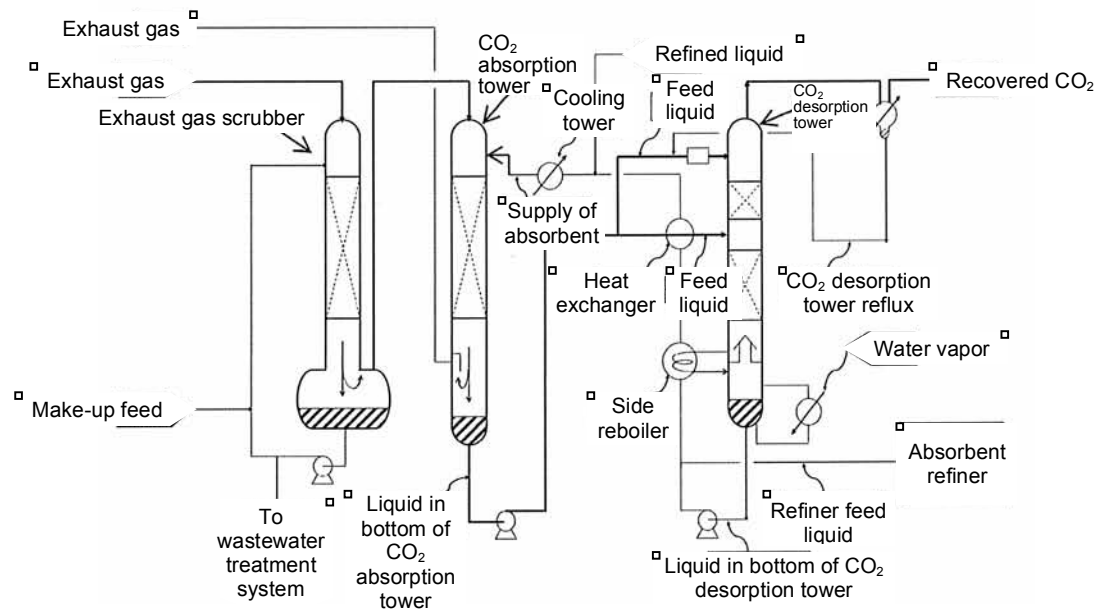 Exhaust gas
Exhaust gas
Exhaust gas scrubber
CO₂
absorption
tower
Cooling
tower
Refined liquid
Feed
liquid
CO₂
desorption
tower
Recovered CO₂
Supply of
absorbent
Heat
exchanger
Feed
liquid
CO₂ desorption
tower reflux
Water vapor
Make-up feed
Side
reboiler
Absorbent
refiner
To
wastewater
treatment
system
Liquid in
bottom of
CO₂
absorption
tower
Refiner feed
liquid
Liquid in bottom of CO₂
desorption tower